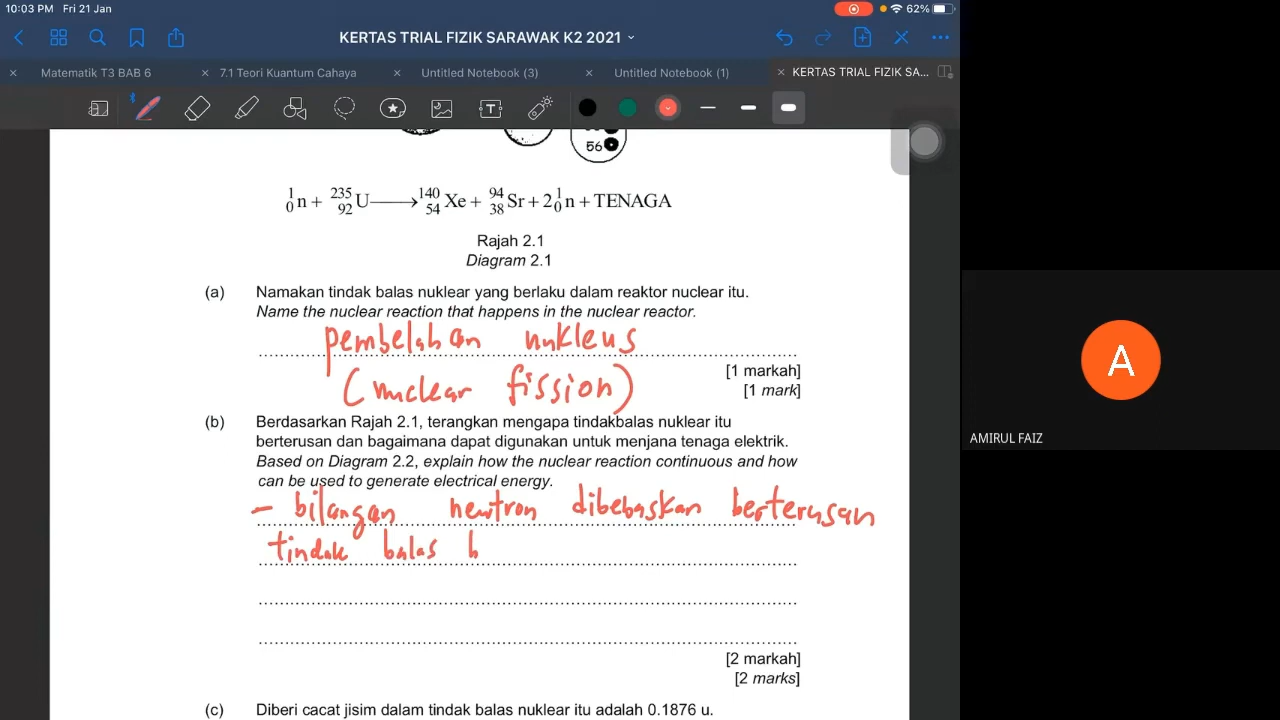 10:03 PM Fri 21 Jan
62%
KERTAS TRIAL FIZIK SARAWAK K2 2021
Matematik T3 BAB 6
7.1 Teori Kuantum Cahaya
Untitled Notebook (3)
Untitled Notebook (1)
KERTAS TRIAL FIZIK SA...
T
56
¹₀n + ²³⁵₉₂U ⟶ ¹⁴⁰₅₄Xe + ⁹⁴₃₈Sr + 2¹₀n + TENAGA
Rajah 2.1
Diagram 2.1
(a) Namakan tindak balas nuklear yang berlaku dalam reaktor nuclear itu.
Name the nuclear reaction that happens in the nuclear reactor.
pembelahan nukleus
[1 markah]
(nuclear fission)
[1 mark]
(b) Berdasarkan Rajah 2.1, terangkan mengapa tindakbalas nuklear itu
berterusan dan bagaimana dapat digunakan untuk menjana tenaga elektrik.
Based on Diagram 2.2, explain how the nuclear reaction continuous and how
can be used to generate electrical energy.
- bilangan neutron dibebaskan berterusan
tindak balas b
[2 markah]
[2 marks]
(c) Diberi cacat jisim dalam tindak balas nuklear itu adalah 0.1876 u.
A
AMIRUL FAIZ